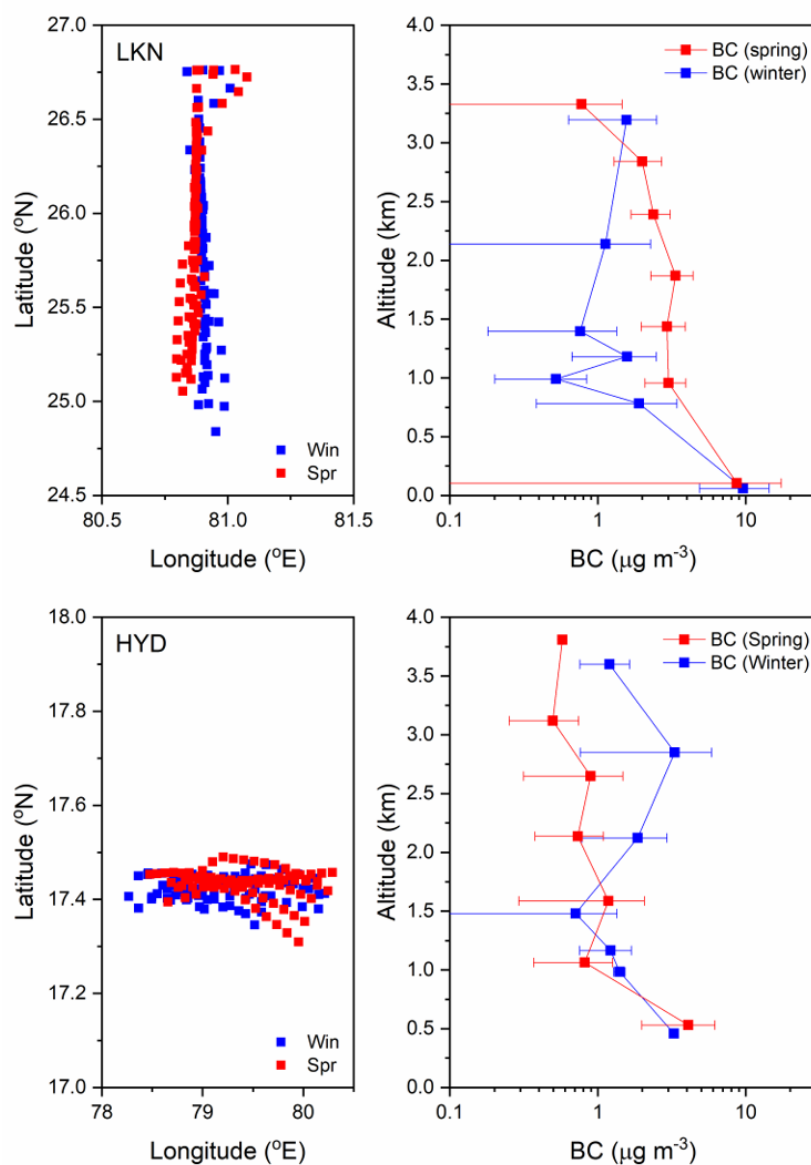 LKN
27.0
26.5
26.0
25.5
25.0
24.5
Latitude (°N)
80.5 81.0 81.5
Longitude (°E)
Win
Spr
4.0
3.5
3.0
2.5
2.0
1.5
1.0
0.5
0.0
Altitude (km)
BC (spring)
BC (winter)
0.1 1 10
BC (μg m⁻³)
HYD
18.0
17.8
17.6
17.4
17.2
17.0
Latitude (°N)
78 79 80
Longitude (°E)
Win
Spr
4.0
3.5
3.0
2.5
2.0
1.5
1.0
0.5
0.0
Altitude (km)
BC (Spring)
BC (Winter)
0.1 1 10
BC (μg m⁻³)